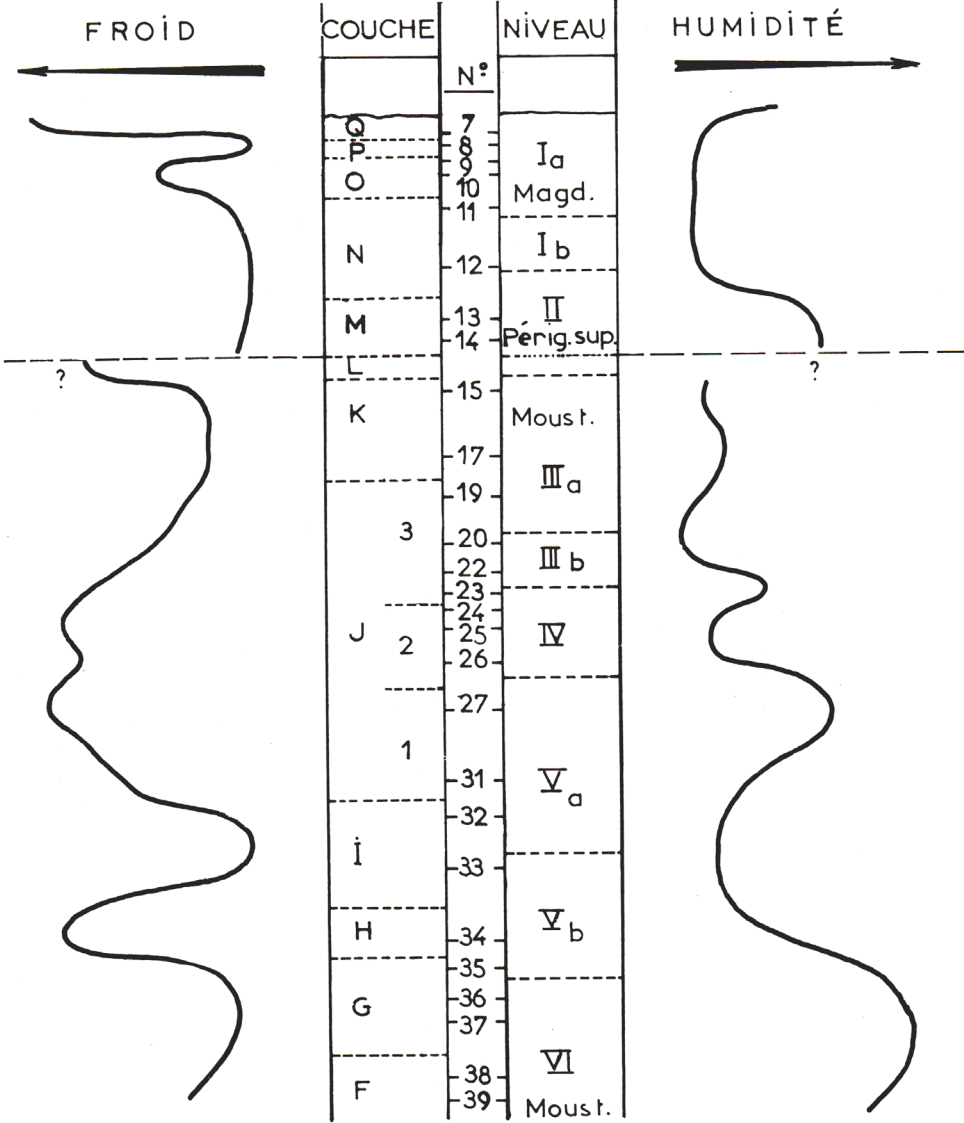 FROID
COUCHE
NIVEAU
HUMIDITÉ
N°
Q
P
O
N
M
L
K
J
3
2
1
I
H
G
F
7
8
9
10
11
12
13
14
15
17
19
20
22
23
24
25
26
27
31
32
33
34
35
36
37
38
39
Ia
Magd.
Ib
II
Périg.sup.
Moust.
IIIa
IIIb
IV
Va
Vb
VI
Moust.
?
?